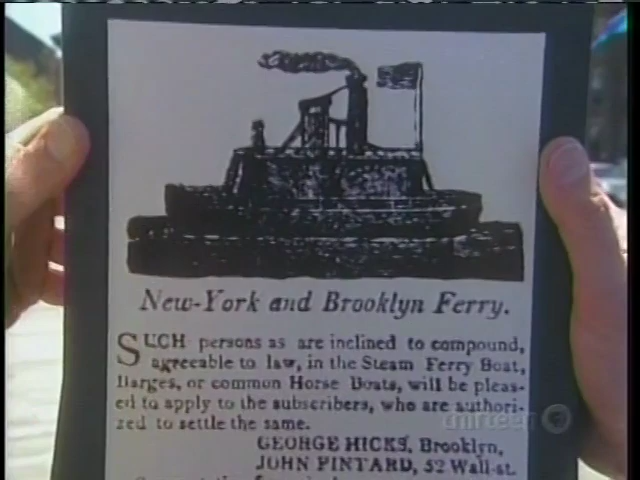 New-York and Brooklyn Ferry.
SUCH persons as are inclined to compound,
agreeable to law, in the Steam Ferry Boat,
Barges, or common Horse Boats, will be pleas-
ed to apply to the subscribers, who are authori-
zed to settle the same.
GEORGE HICKS, Brooklyn,
JOHN PINTARD, 52 Wall-st.
thirteen